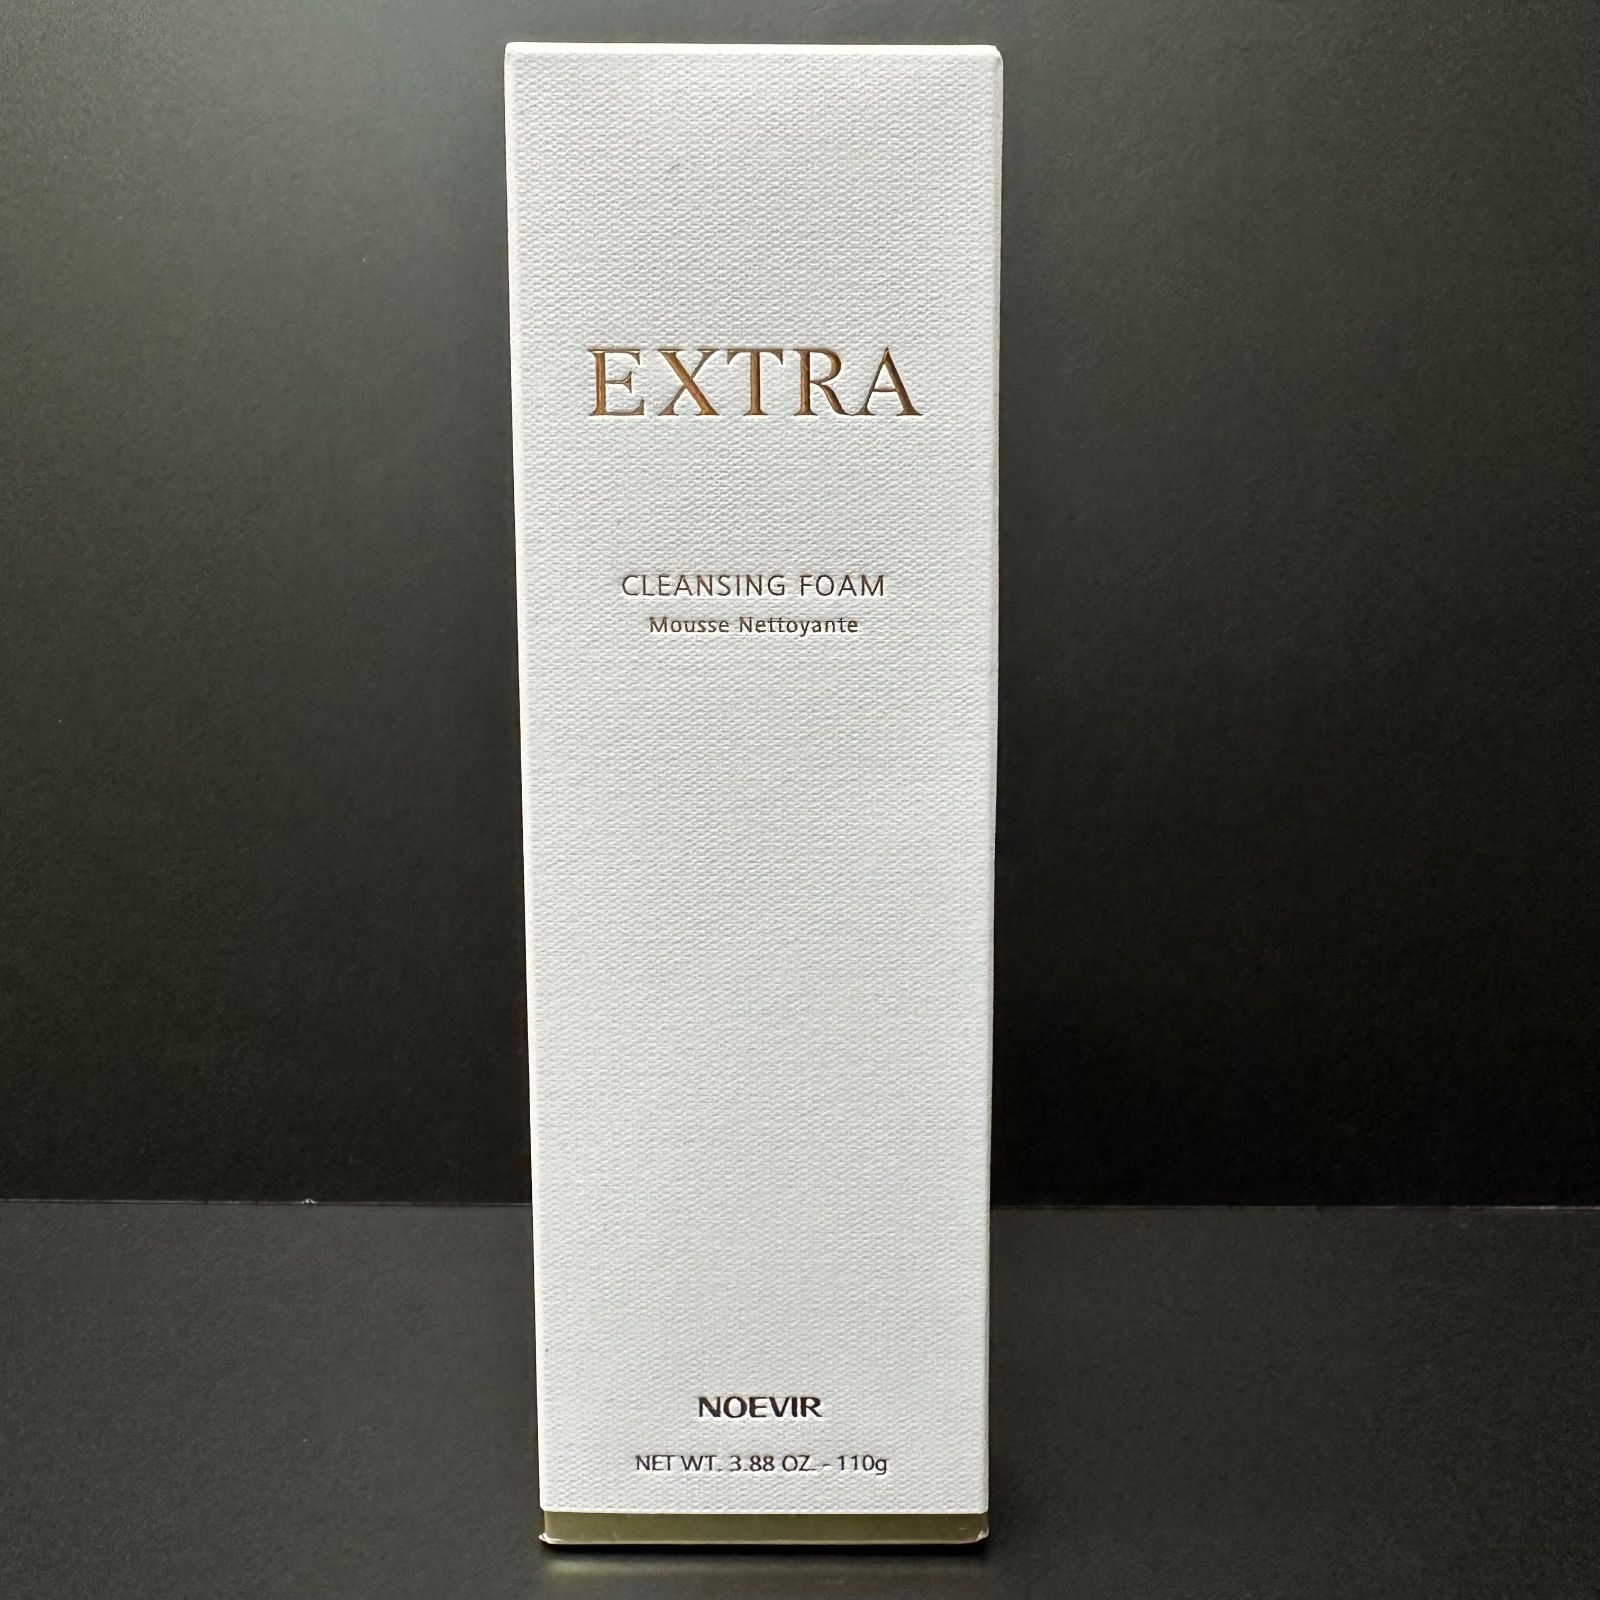 EXTRA
CLEANSING FOAM
Mousse Nettoyante
NOEVIR
NET WT. 3.88 OZ. - 110g